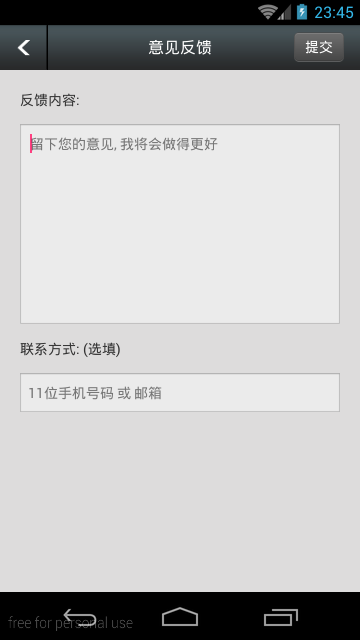 23:45
意见反馈
提交
反馈内容:
留下您的意见, 我将会做得更好
联系方式: (选填)
11位手机号码 或 邮箱
free for personal use